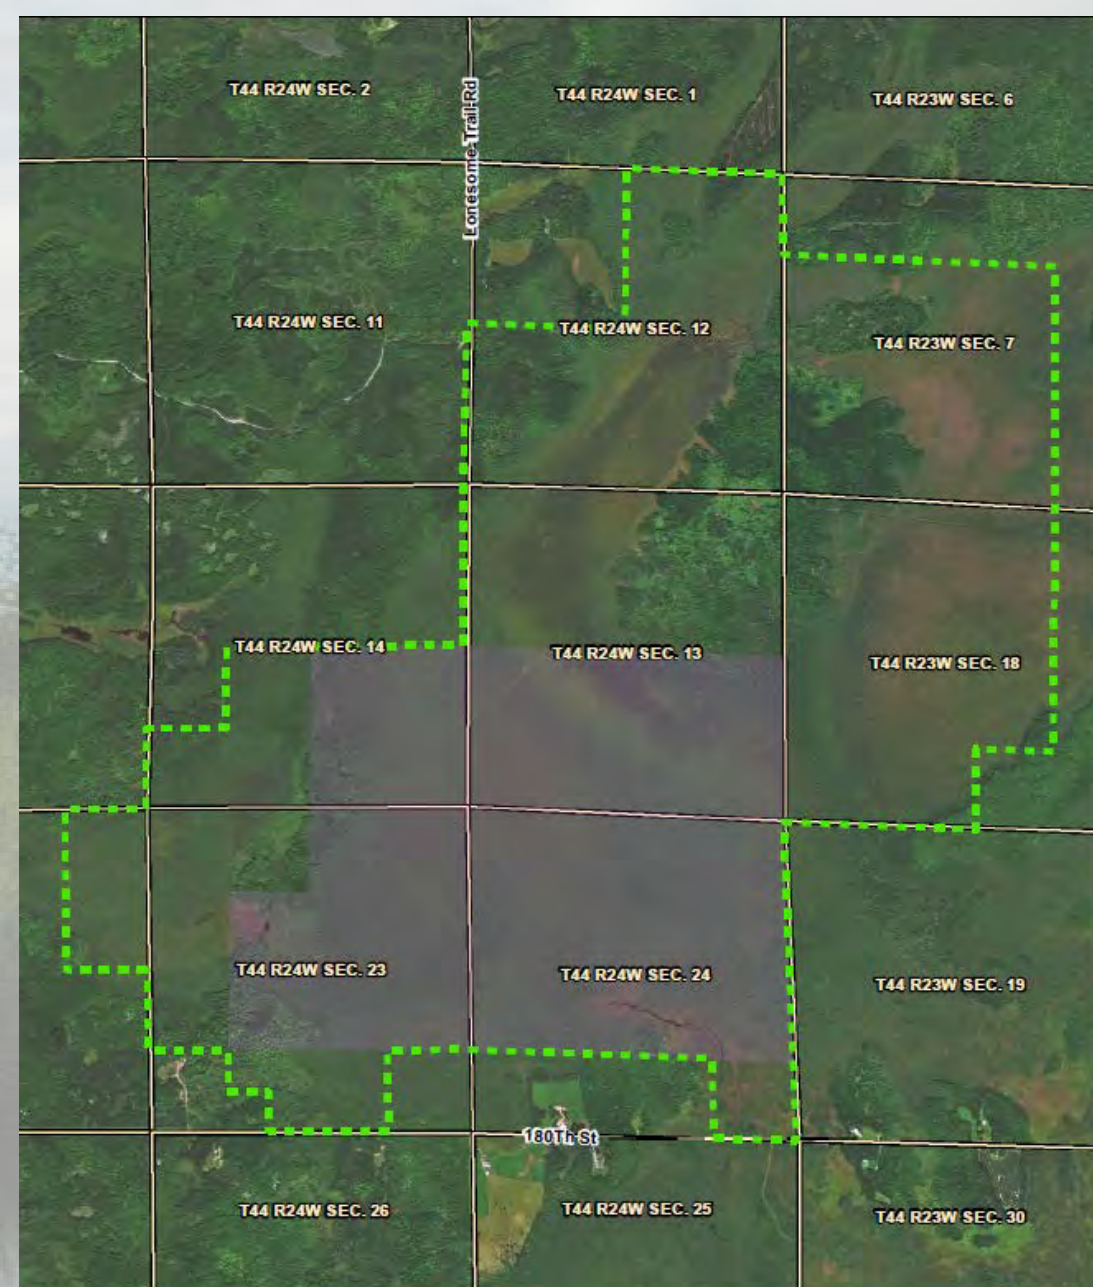 T44 R24W SEC. 2
T44 R24W SEC. 1
T44 R23W SEC. 6
Lonesome-Trail-Rd
T44 R24W SEC. 11
T44 R24W SEC. 12
T44 R23W SEC. 7
T44 R24W SEC. 14
T44 R24W SEC. 13
T44 R23W SEC. 18
T44 R24W SEC. 23
T44 R24W SEC. 24
T44 R23W SEC. 19
180Th St
T44 R24W SEC. 26
T44 R24W SEC. 25
T44 R23W SEC. 30